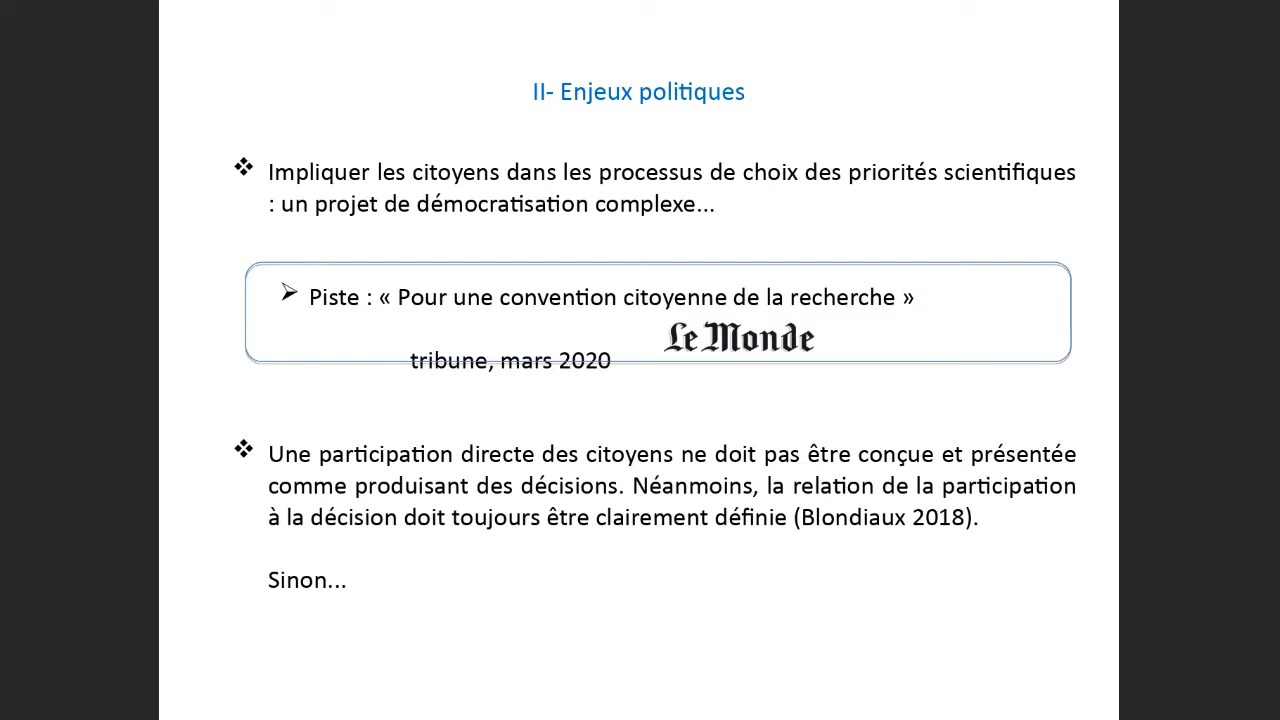 II- Enjeux politiques
❖ Impliquer les citoyens dans les processus de choix des priorités scientifiques
: un projet de démocratisation complexe...
➢ Piste : « Pour une convention citoyenne de la recherche »
Le Monde
tribune, mars 2020
❖ Une participation directe des citoyens ne doit pas être conçue et présentée
comme produisant des décisions. Néanmoins, la relation de la participation
à la décision doit toujours être clairement définie (Blondiaux 2018).
Sinon...